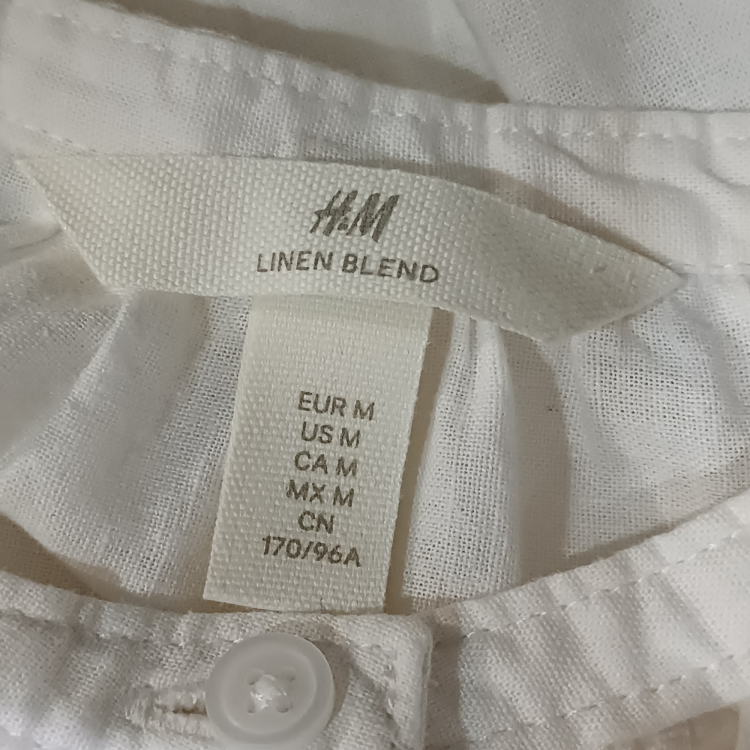 H&M
LINEN BLEND
EUR M
US M
CA M
MX M
CN
170/96A